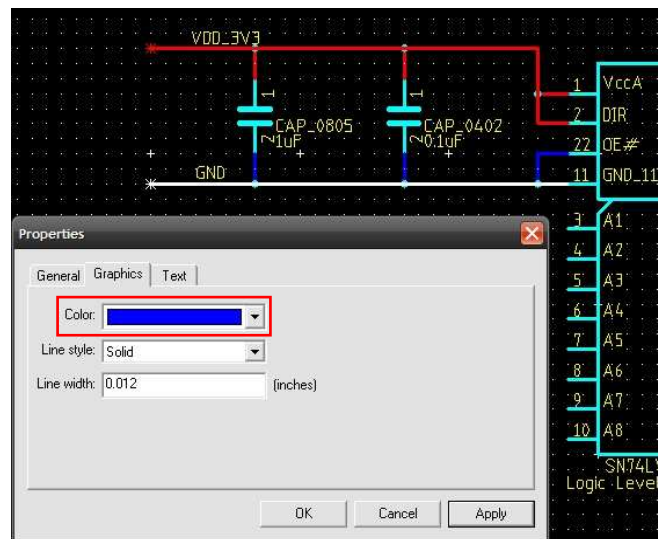 VDD_3V3
1 1 1 VccA
CAP_0805 CAP_0402 2 DIR
2 1uF 2 0.1uF 22 OE#
GND 11 GND_11
Properties 3 A1
General Graphics Text 4 A2
Color: 5 A3
6 A4
Line style: Solid 7 A5
Line width: 0.012 (inches) 8 A6
9 A7
10 A8
SN74L
Logic Level
OK Cancel Apply